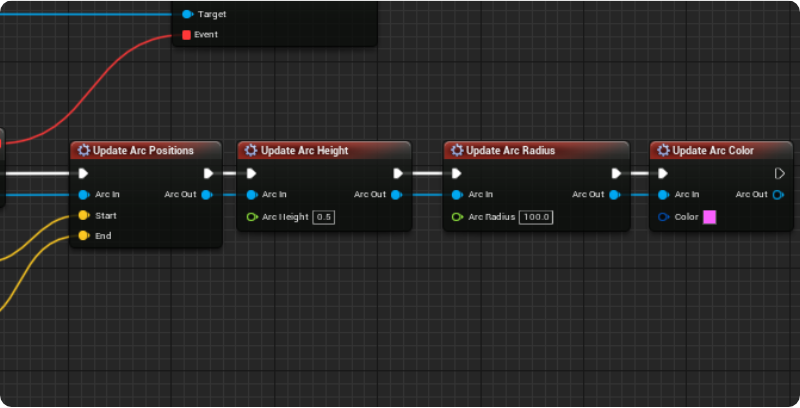 Target
Event
Update Arc Positions
Arc In
Arc Out
Start
End
Update Arc Height
Arc In
Arc Out
Arc Height 0.5
Update Arc Radius
Arc In
Arc Out
Arc Radius 100.0
Update Arc Color
Arc In
Arc Out
Color